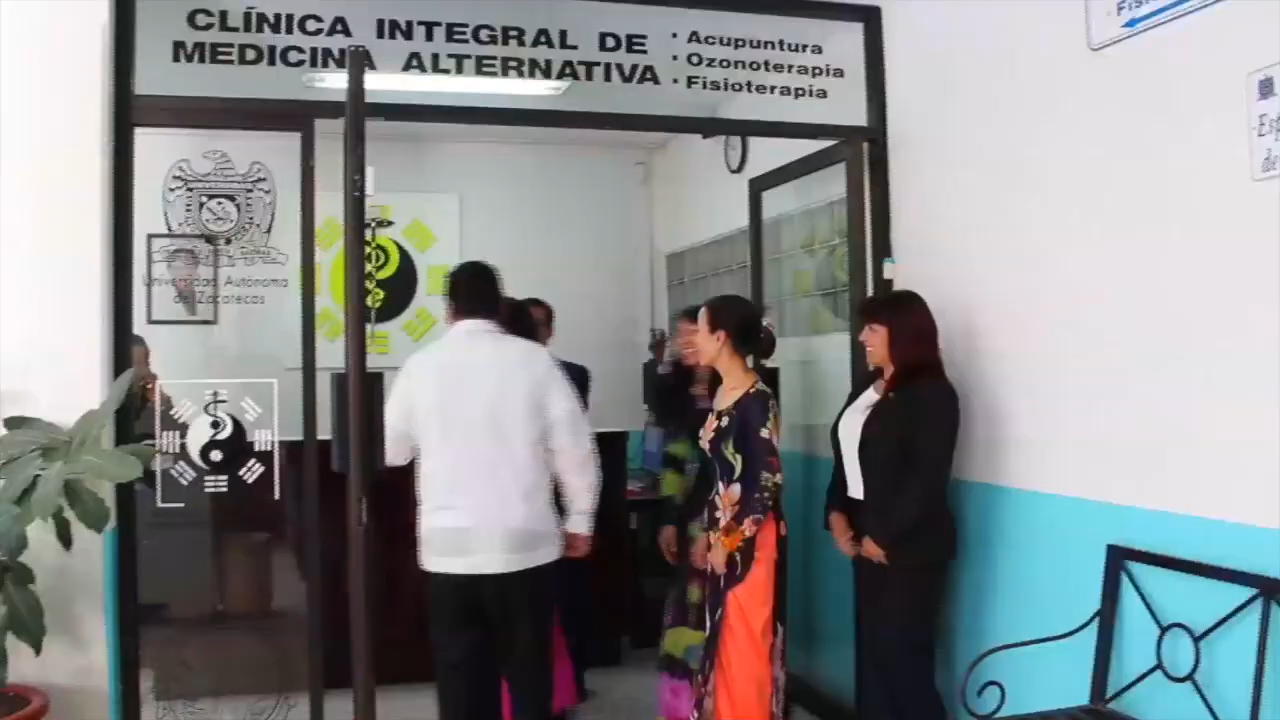 CLÍNICA INTEGRAL DE
MEDICINA ALTERNATIVA
· Acupuntura
· Ozonoterapia
· Fisioterapia
Universidad Autónoma
de Zacatecas